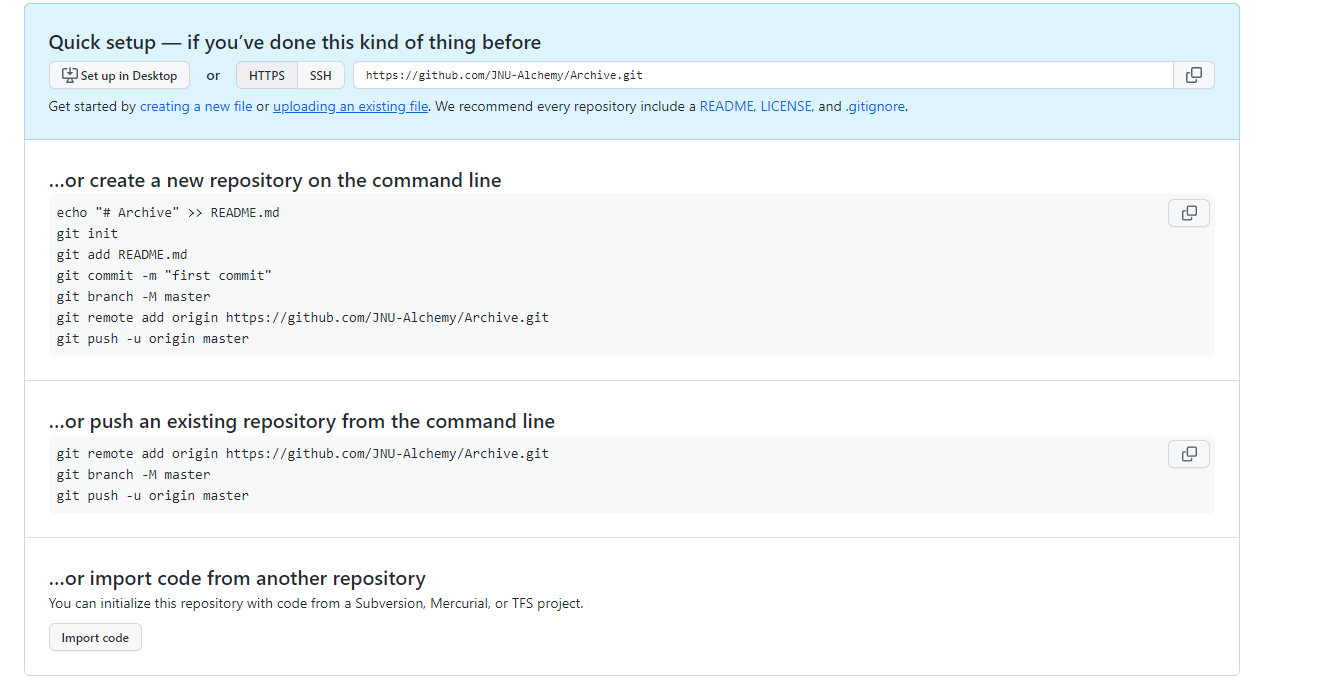 Quick setup — if you’ve done this kind of thing before
Set up in Desktop or HTTPS SSH https://github.com/JNU-Alchemy/Archive.git
Get started by creating a new file or uploading an existing file. We recommend every repository include a README, LICENSE, and .gitignore.
…or create a new repository on the command line
echo "# Archive" >> README.md
git init
git add README.md
git commit -m "first commit"
git branch -M master
git remote add origin https://github.com/JNU-Alchemy/Archive.git
git push -u origin master
…or push an existing repository from the command line
git remote add origin https://github.com/JNU-Alchemy/Archive.git
git branch -M master
git push -u origin master
…or import code from another repository
You can initialize this repository with code from a Subversion, Mercurial, or TFS project.
Import code